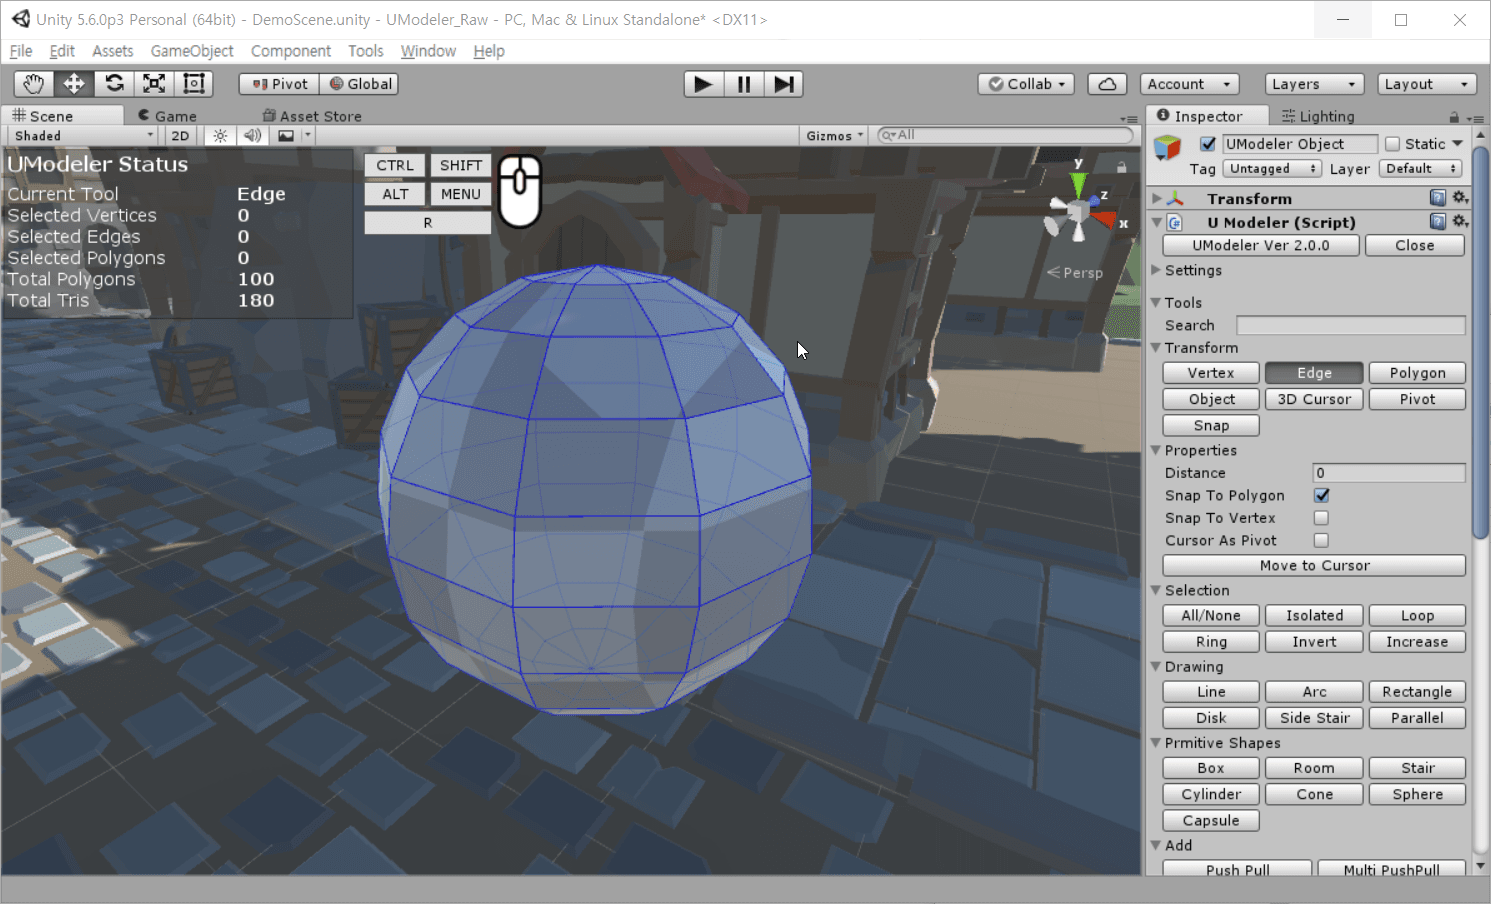 Unity 5.6.0p3 Personal (64bit) - DemoScene.unity - UModeler_Raw - PC, Mac & Linux Standalone* <DX11>
File Edit Assets GameObject Component Tools Window Help
Pivot Global Collab Account Layers Layout
Scene Game Asset Store
Shaded 2D Gizmos All
UModeler Status
Current Tool Edge
Selected Vertices 0
Selected Edges 0
Selected Polygons 0
Total Polygons 100
Total Tris 180
CTRL SHIFT
ALT MENU
R
y
z
x
Persp
Inspector Lighting
UModeler Object Static
Tag Untagged Layer Default
Transform
U Modeler (Script)
UModeler Ver 2.0.0 Close
Settings
Tools
Search
Transform
Vertex Edge Polygon
Object 3D Cursor Pivot
Snap
Properties
Distance 0
Snap To Polygon
Snap To Vertex
Cursor As Pivot
Move to Cursor
Selection
All/None Isolated Loop
Ring Invert Increase
Drawing
Line Arc Rectangle
Disk Side Stair Parallel
Prmitive Shapes
Box Room Stair
Cylinder Cone Sphere
Capsule
Add
Push Pull Multi PushPull